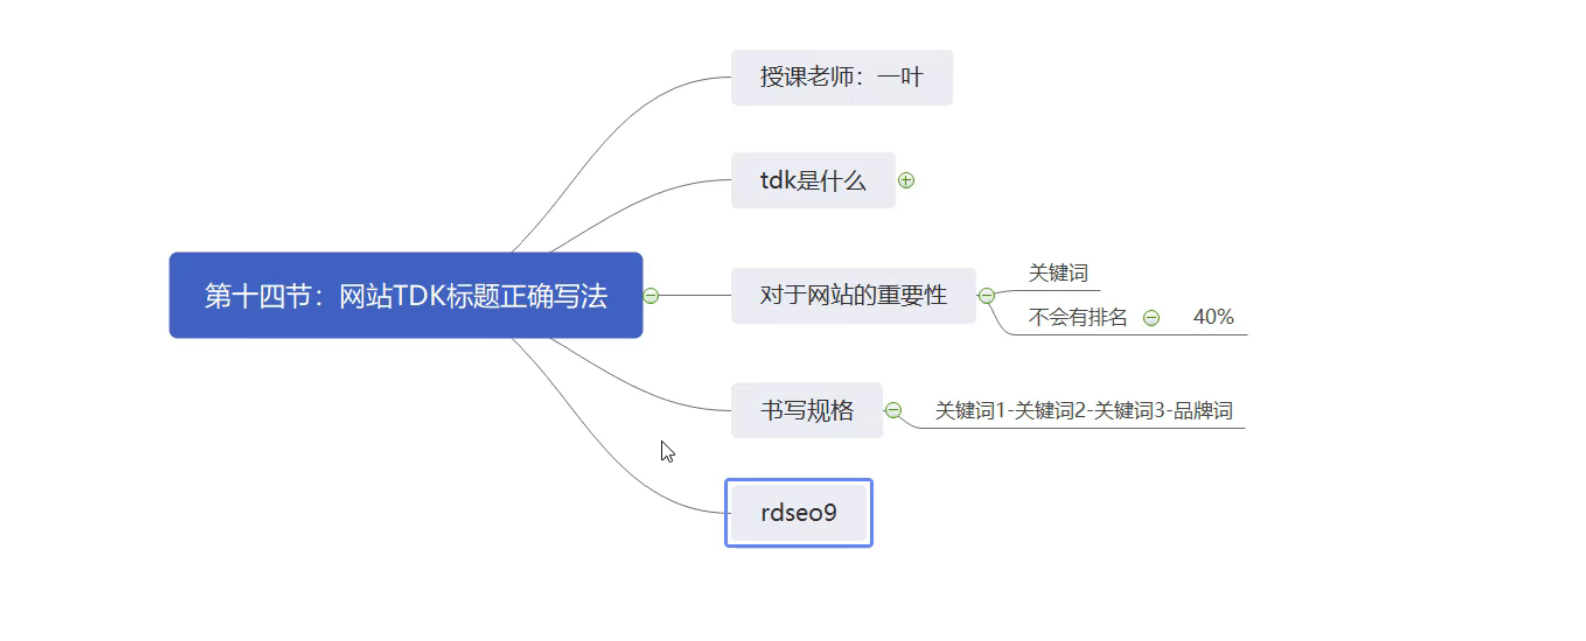 授课老师：一叶
tdk是什么
第十四节：网站TDK标题正确写法
对于网站的重要性
关键词
不会有排名
40%
书写规格
关键词1-关键词2-关键词3-品牌词
rdseo9